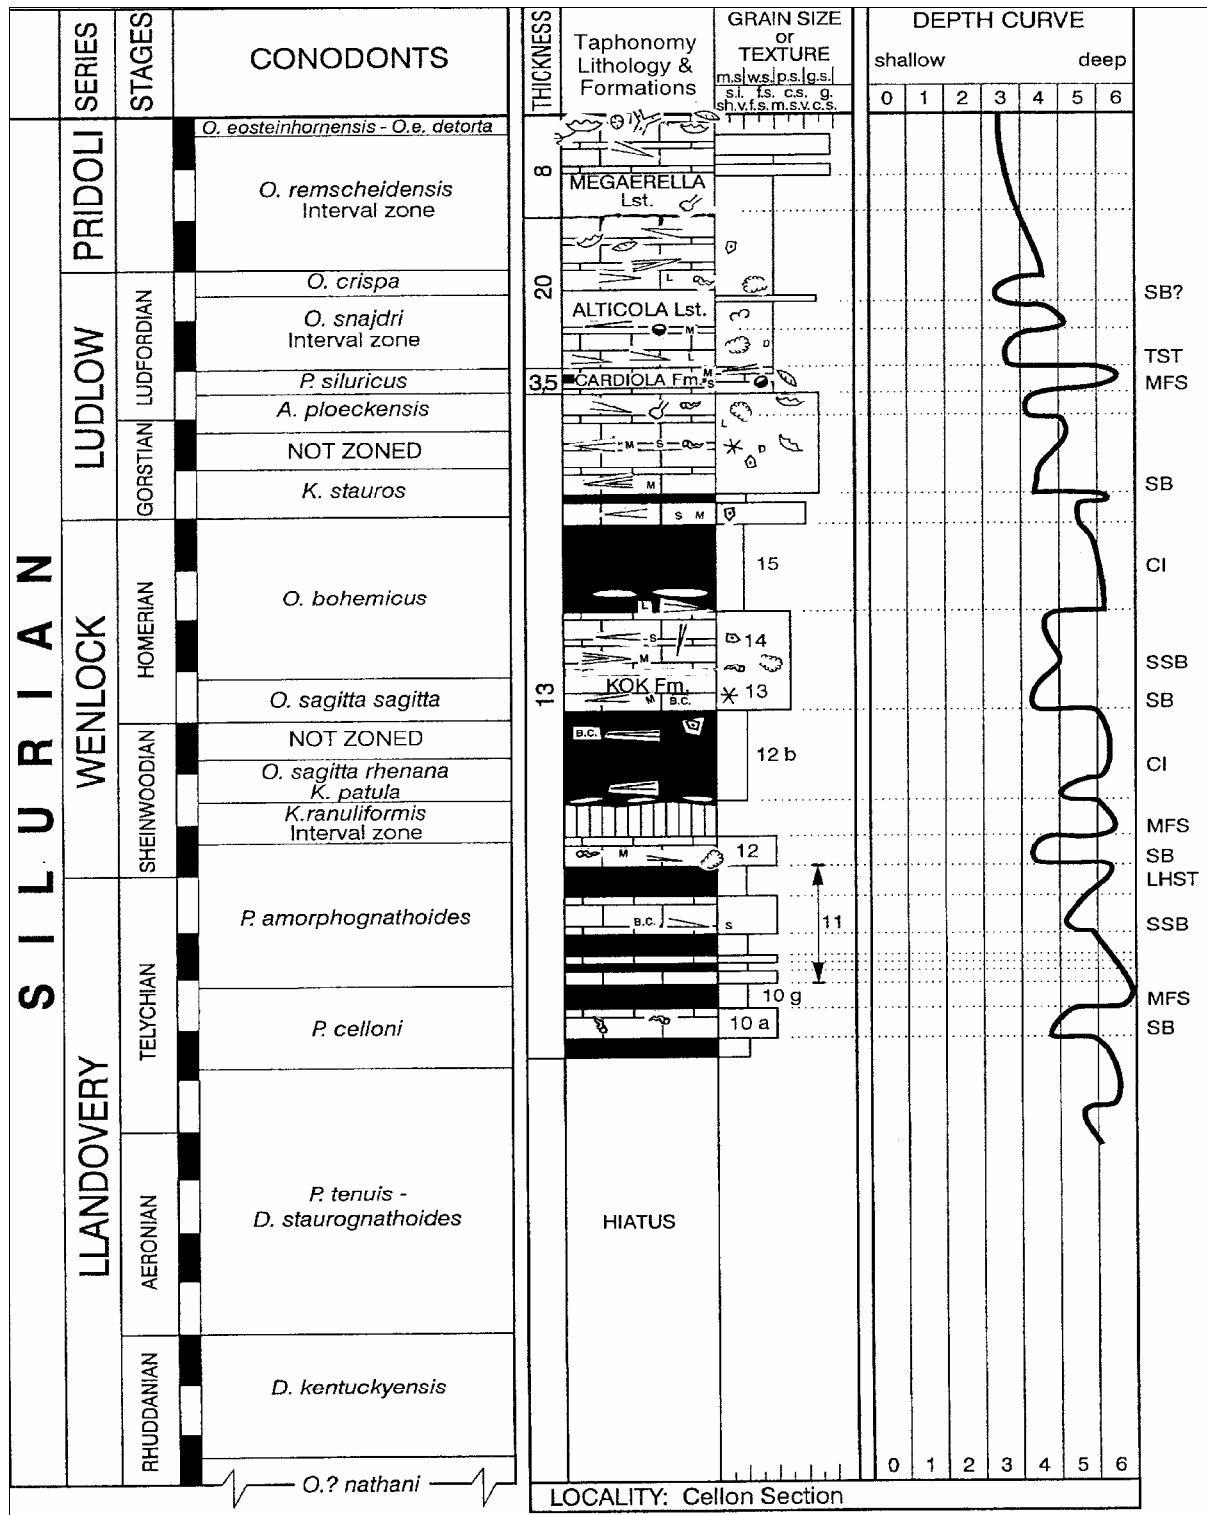 SERIES
STAGES
CONODONTS
THICKNESS
Taphonomy
Lithology &
Formations
GRAIN SIZE
or
TEXTURE
m.s. w.s. p.s. g.s.
s.i. f.s. c.s. g.
sh. v.f.s. m.s. v.c.s.
DEPTH CURVE
shallow deep
0 1 2 3 4 5 6
SILURIAN
PRIDOLI
LUDLOW
WENLOCK
LLANDOVERY
LUDFORDIAN
GORSTIAN
HOMERIAN
SHEINWOODIAN
TELYCHIAN
AERONIAN
RHUDDANIAN
O. eosteinhornensis - O.e. detorta
O. remscheidensis
Interval zone
O. crispa
O. snajdri
Interval zone
P. siluricus
A. ploeckensis
NOT ZONED
K. stauros
O. bohemicus
O. sagitta sagitta
NOT ZONED
O. sagitta rhenana
K. patula
K.ranuliformis
Interval zone
P. amorphognathoides
P. celloni
P. tenuis -
D. staurognathoides
D. kentuckyensis
O.? nathani
8
20
3,5
13
MEGAERELLA
Lst.
L
ALTICOLA Lst.
M
L
M
CARDIOLA Fm.
S
L
M S D
M
S M
15
L
S 14
M
KOK Fm.
M B.C. 13
B.C.
12 b
M 12
B.C. S 11
10 g
10 a
HIATUS
SB?
TST
MFS
SB
CI
SSB
SB
CI
MFS
SB
LHST
SSB
MFS
SB
0 1 2 3 4 5 6
LOCALITY: Cellon Section